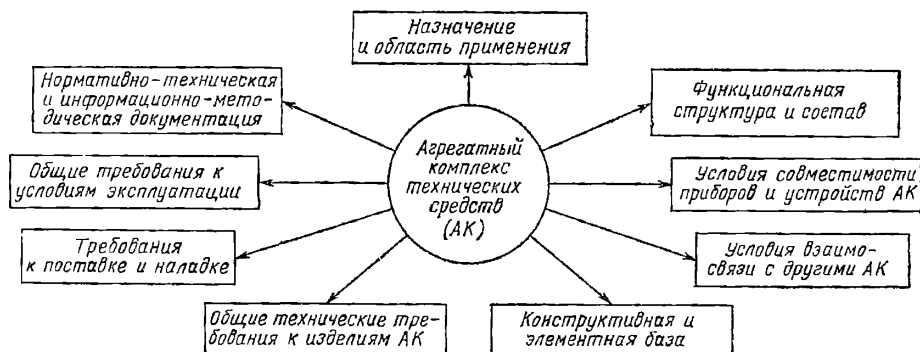 Назначение
и область применения
Нормативно-техническая
и информационно-мето-
дическая документация
Функциональная
структура и состав
Агрегатный
комплекс
технических
средств
(АК)
Общие требования к
условиям эксплуатации
Условия совместимости
приборов и устройств АК
Требования
к поставке и наладке
Условия взаимо-
связи с другими АК
Общие технические тре-
бования к изделиям АК
Конструктивная и
элементная база